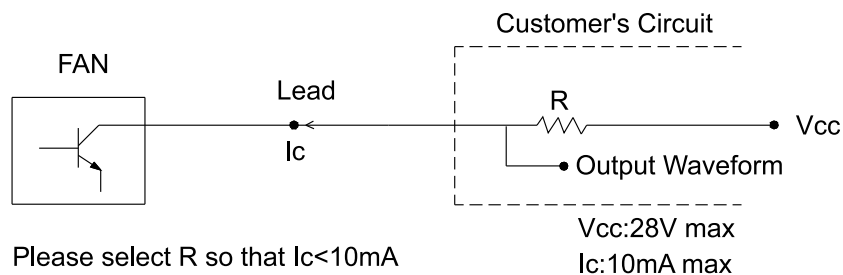 Customer's Circuit
FAN
Lead
R
Vcc
Ic
Output Waveform
Vcc:28V max
Please select R so that Ic<10mA
Ic:10mA max